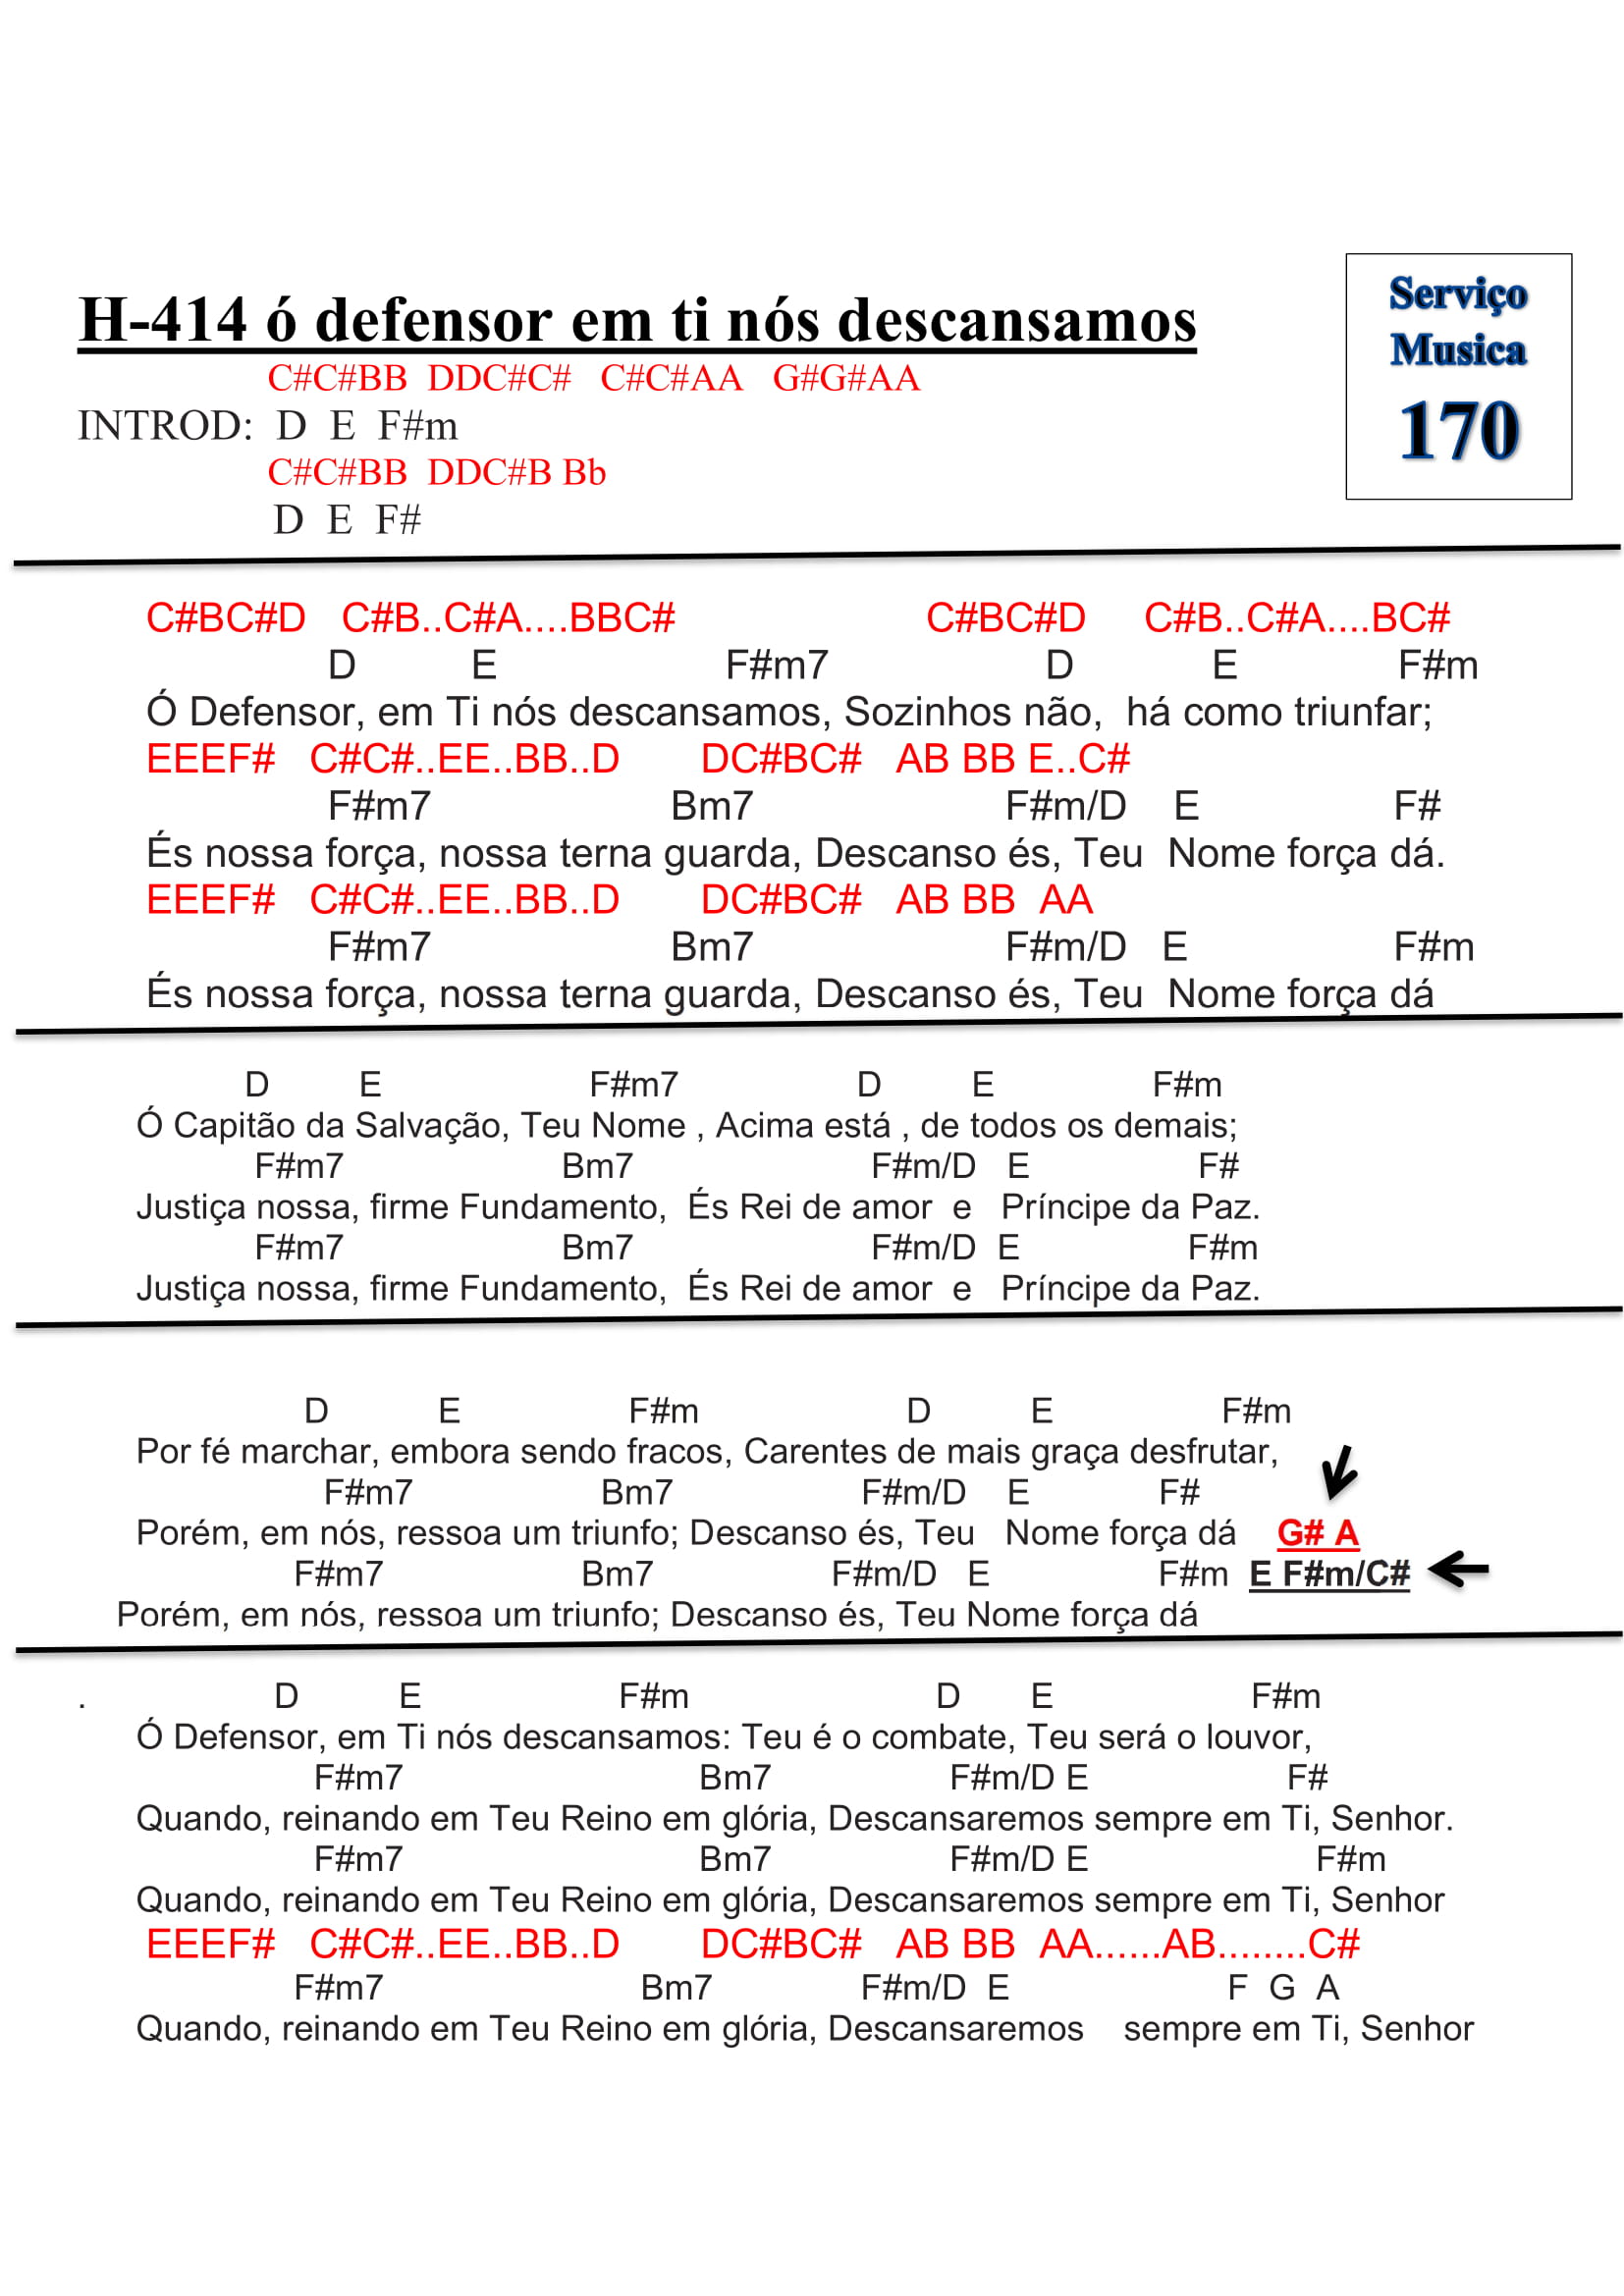 H-414 ó defensor em ti nós descansamos
Serviço
Musica
170
C#C#BB DDC#C# C#C#AA G#G#AA
INTROD: D E F#m
C#C#BB DDC#B Bb
D E F#
C#BC#D C#B..C#A....BBC# C#BC#D C#B..C#A....BC#
D E F#m7 D E F#m
Ó Defensor, em Ti nós descansamos, Sozinhos não, há como triunfar;
EEEF# C#C#..EE..BB..D DC#BC# AB BB E..C#
F#m7 Bm7 F#m/D E F#
És nossa força, nossa terna guarda, Descanso és, Teu Nome força dá.
EEEF# C#C#..EE..BB..D DC#BC# AB BB AA
F#m7 Bm7 F#m/D E F#m
És nossa força, nossa terna guarda, Descanso és, Teu Nome força dá
D E F#m7 D E F#m
Ó Capitão da Salvação, Teu Nome , Acima está , de todos os demais;
F#m7 Bm7 F#m/D E F#
Justiça nossa, firme Fundamento, És Rei de amor e Príncipe da Paz.
F#m7 Bm7 F#m/D E F#m
Justiça nossa, firme Fundamento, És Rei de amor e Príncipe da Paz.
D E F#m D E F#m
Por fé marchar, embora sendo fracos, Carentes de mais graça desfrutar,
F#m7 Bm7 F#m/D E F#
Porém, em nós, ressoa um triunfo; Descanso és, Teu Nome força dá G# A
F#m7 Bm7 F#m/D E F#m E F#m/C#
Porém, em nós, ressoa um triunfo; Descanso és, Teu Nome força dá
. D E F#m D E F#m
Ó Defensor, em Ti nós descansamos: Teu é o combate, Teu será o louvor,
F#m7 Bm7 F#m/D E F#
Quando, reinando em Teu Reino em glória, Descansaremos sempre em Ti, Senhor.
F#m7 Bm7 F#m/D E F#m
Quando, reinando em Teu Reino em glória, Descansaremos sempre em Ti, Senhor
EEEF# C#C#..EE..BB..D DC#BC# AB BB AA......AB........C#
F#m7 Bm7 F#m/D E F G A
Quando, reinando em Teu Reino em glória, Descansaremos sempre em Ti, Senhor